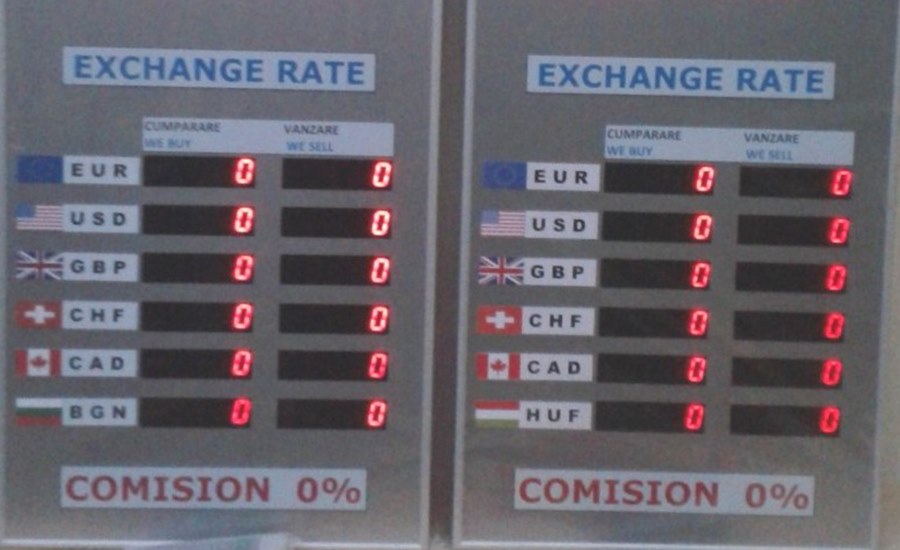 EXCHANGE RATE
CUMPARARE VANZARE
WE BUY WE SELL
EUR 0 0
USD 0 0
GBP 0 0
CHF 0 0
CAD 0 0
BGN 0 0
COMISION 0%
EXCHANGE RATE
CUMPARARE VANZARE
WE BUY WE SELL
EUR 0 0
USD 0 0
GBP 0 0
CHF 0 0
CAD 0 0
HUF 0 0
COMISION 0%